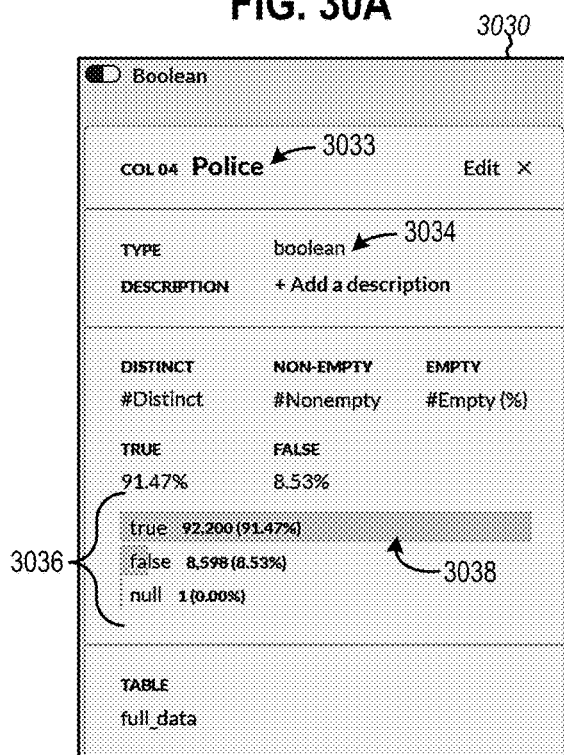 FIG. 30A
3030
Boolean
COL 04 Police 3033 Edit ×
TYPE boolean 3034
DESCRIPTION + Add a description
DISTINCT NON-EMPTY EMPTY
#Distinct #Nonempty #Empty (%)
TRUE FALSE
91.47% 8.53%
true 92,200 (91.47%)
3036 false 8,598 (8.53%) 3038
null 1 (0.00%)
TABLE
full_data